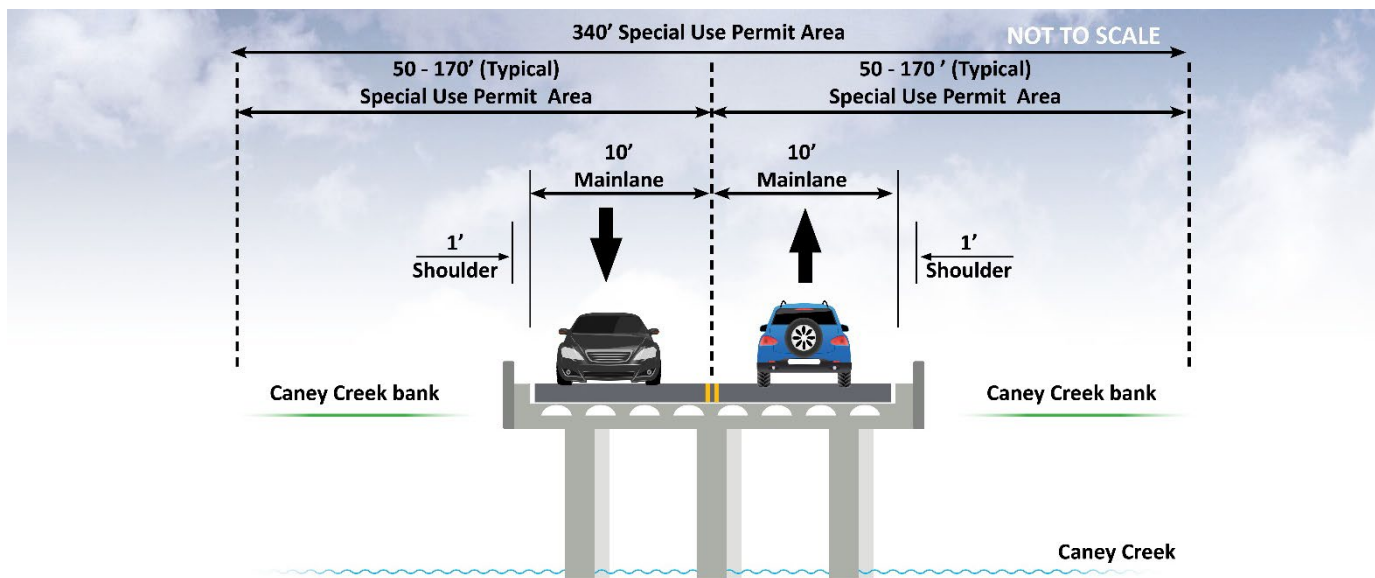 340' Special Use Permit Area
NOT TO SCALE
50 - 170' (Typical)
Special Use Permit Area
50 - 170 ' (Typical)
Special Use Permit Area
10'
Mainlane
10'
Mainlane
1'
Shoulder
1'
Shoulder
Caney Creek bank
Caney Creek bank
Caney Creek